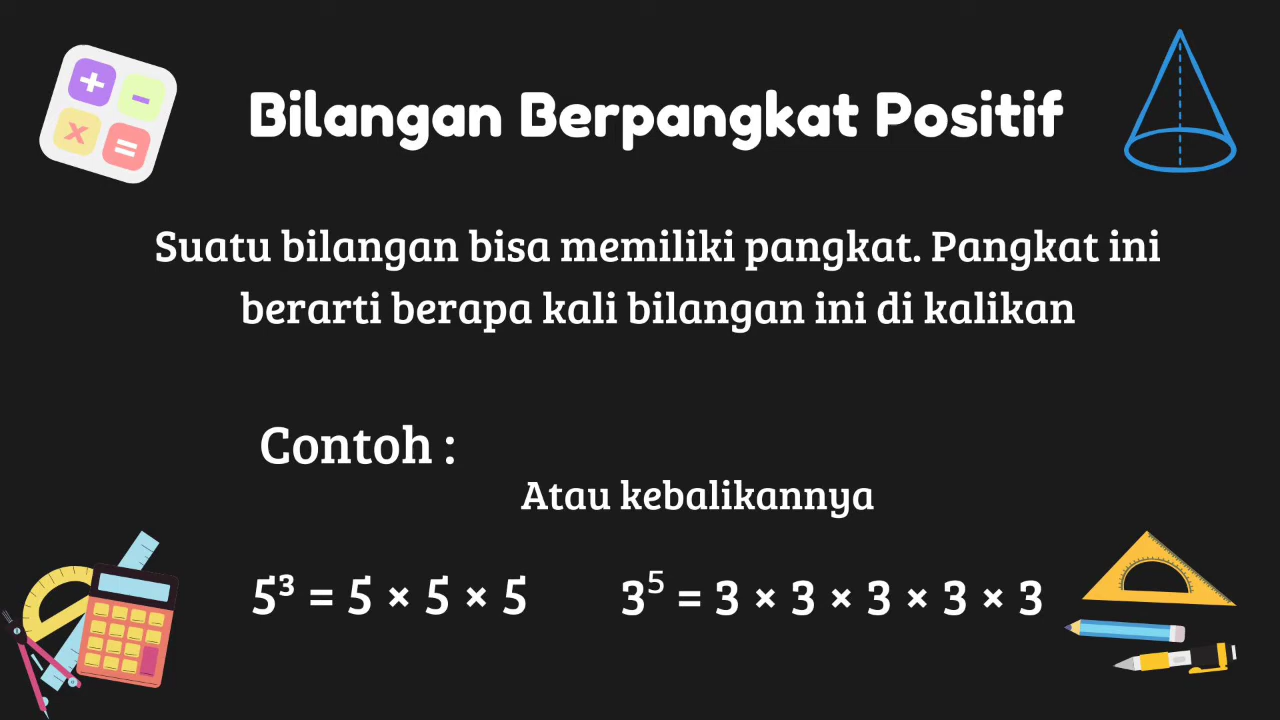 Bilangan Berpangkat Positif
Suatu bilangan bisa memiliki pangkat. Pangkat ini
berarti berapa kali bilangan ini di kalikan
Contoh :
Atau kebalikannya
5³ = 5 × 5 × 5
3⁵ = 3 × 3 × 3 × 3 × 3